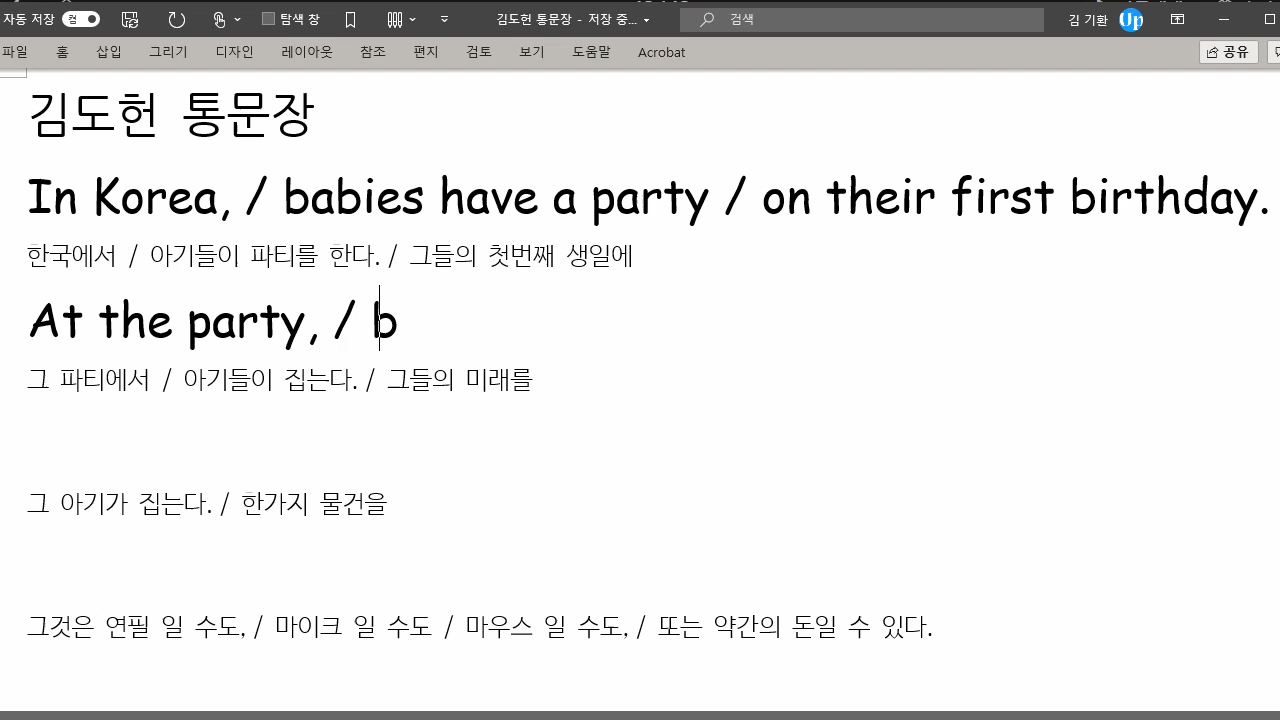 자동 저장 컴 탐색 창 김도헌 통문장 - 저장 중... 검색 김 기환 Up
파일 홈 삽입 그리기 디자인 레이아웃 참조 편지 검토 보기 도움말 Acrobat 공유
김도헌 통문장
In Korea, / babies have a party / on their first birthday.
한국에서 / 아기들이 파티를 한다. / 그들의 첫번째 생일에
At the party, / b
그 파티에서 / 아기들이 집는다. / 그들의 미래를
그 아기가 집는다. / 한가지 물건을
그것은 연필 일 수도, / 마이크 일 수도 / 마우스 일 수도, / 또는 약간의 돈일 수 있다.